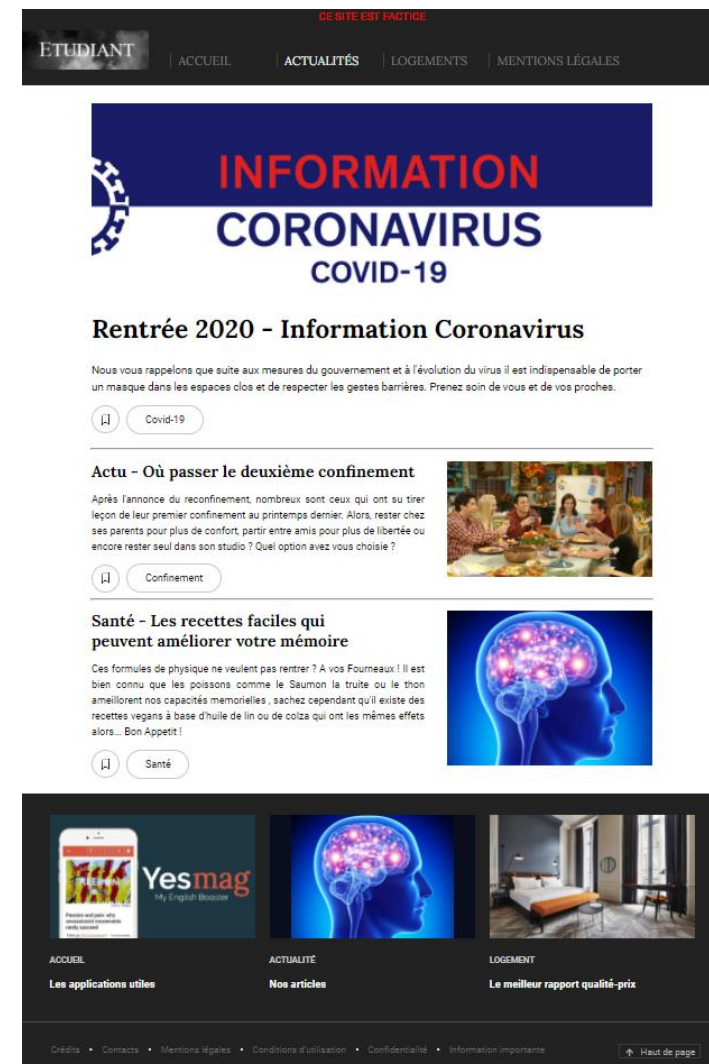 CE SITE EST FACTICE
ETUDIANT
ACCUEIL
ACTUALITÉS
LOGEMENTS
MENTIONS LÉGALES
INFORMATION
CORONAVIRUS
COVID-19
Rentrée 2020 - Information Coronavirus
Nous vous rappelons que suite aux mesures du gouvernement et à l'évolution du virus il est indispensable de porter
un masque dans les espaces clos et de respecter les gestes barrières. Prenez soin de vous et de vos proches.
Covid-19
Actu - Où passer le deuxième confinement
Après l'annonce du reconfinement, nombreux sont ceux qui ont su tirer
leçon de leur premier confinement au printemps dernier. Alors, rester chez
ses parents pour plus de confort, partir entre amis pour plus de libertée ou
encore rester seul dans son studio ? Quel option avez vous choisie ?
Confinement
Santé - Les recettes faciles qui
peuvent améliorer votre mémoire
Ces formules de physique ne veulent pas rentrer ? A vos Fourneaux ! Il est
bien connu que les poissons comme le Saumon la truite ou le thon
ameillorent nos capacités memorielles , sachez cependant qu'il existe des
recettes vegans à base d'huile de lin ou de colza qui ont les mêmes effets
alors... Bon Appetit !
Santé
Yesmag
My English Booster
Passion and pain: why
secessionist movements
rarely succeed
ACCUEIL
Les applications utiles
ACTUALITÉ
Nos articles
LOGEMENT
Le meilleur rapport qualité-prix
Crédits • Contacts • Mentions légales • Conditions d'utilisation • Confidentialité • Information importante
Haut de page